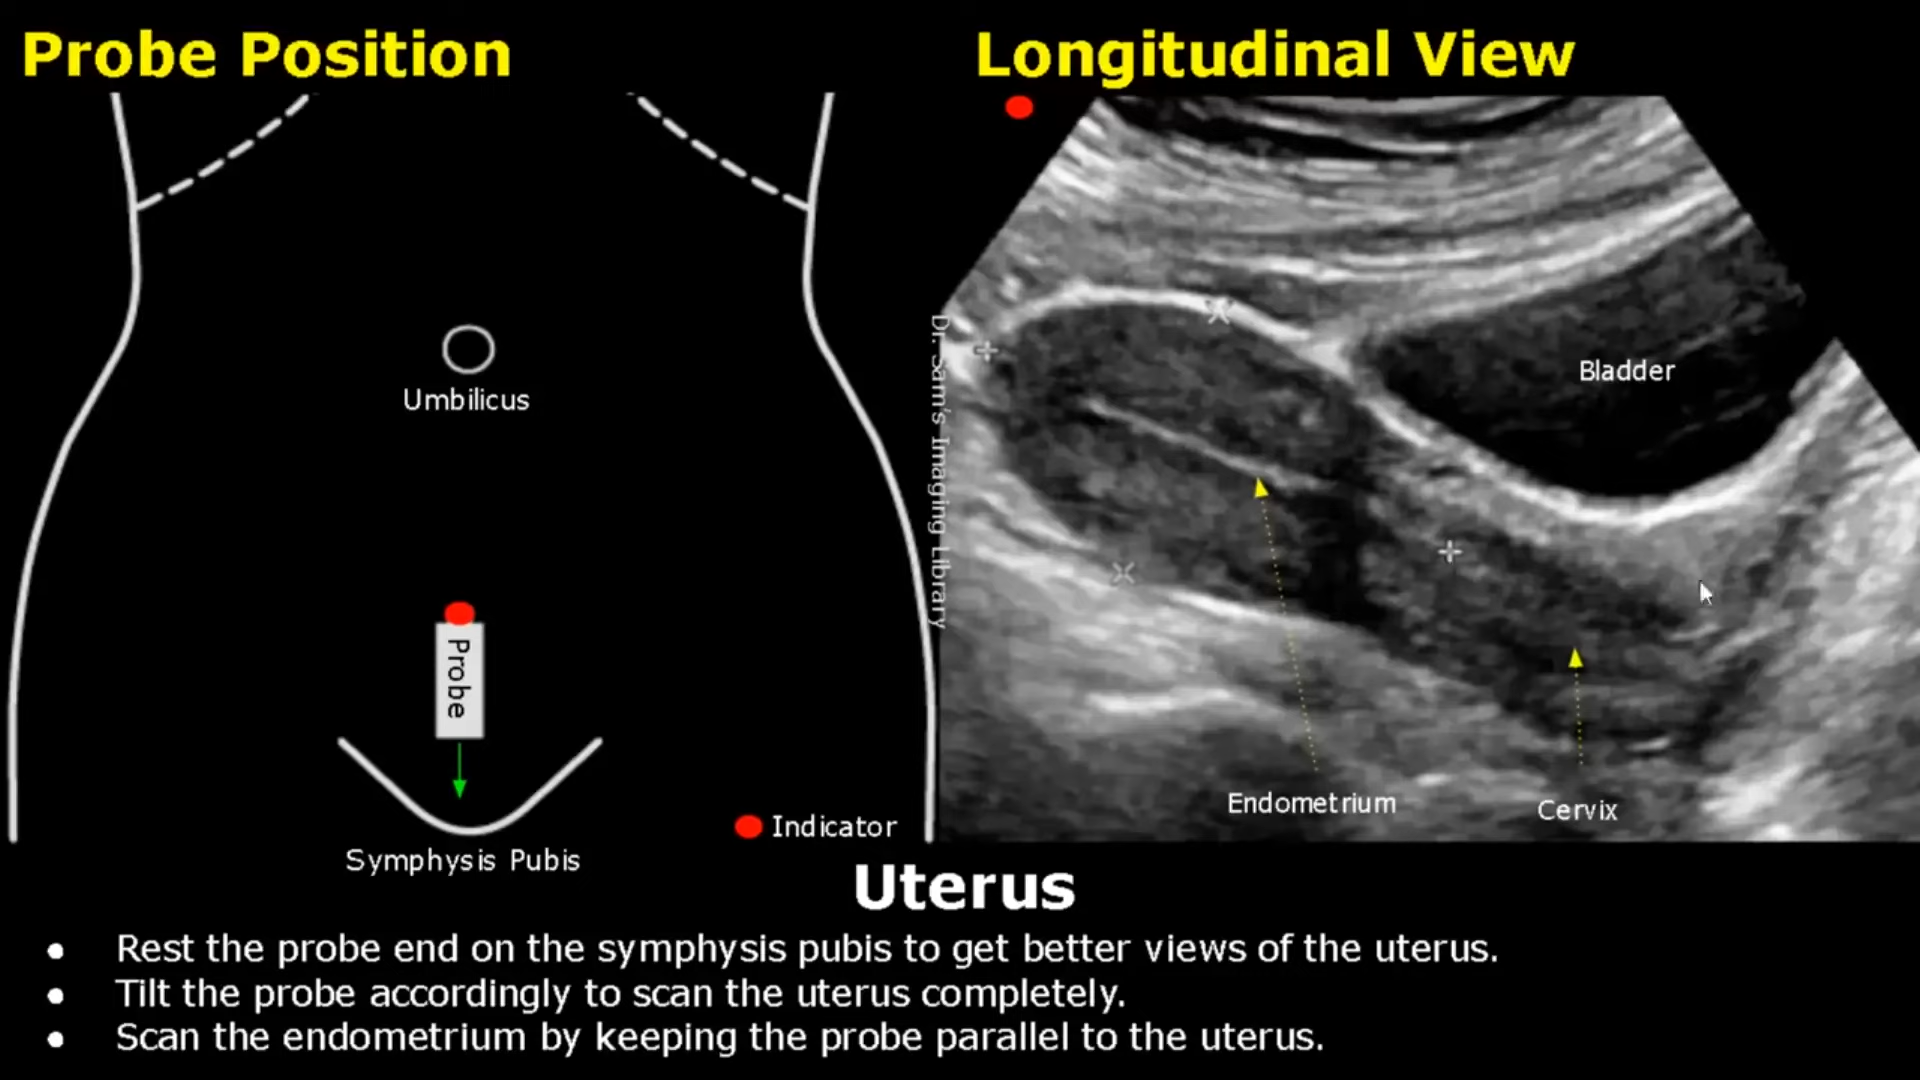 Probe Position
Longitudinal View
Umbilicus
Probe
Indicator
Symphysis Pubis
Dr. Sam's Imaging Library
Bladder
Endometrium
Cervix
Uterus
• Rest the probe end on the symphysis pubis to get better views of the uterus.
• Tilt the probe accordingly to scan the uterus completely.
• Scan the endometrium by keeping the probe parallel to the uterus.